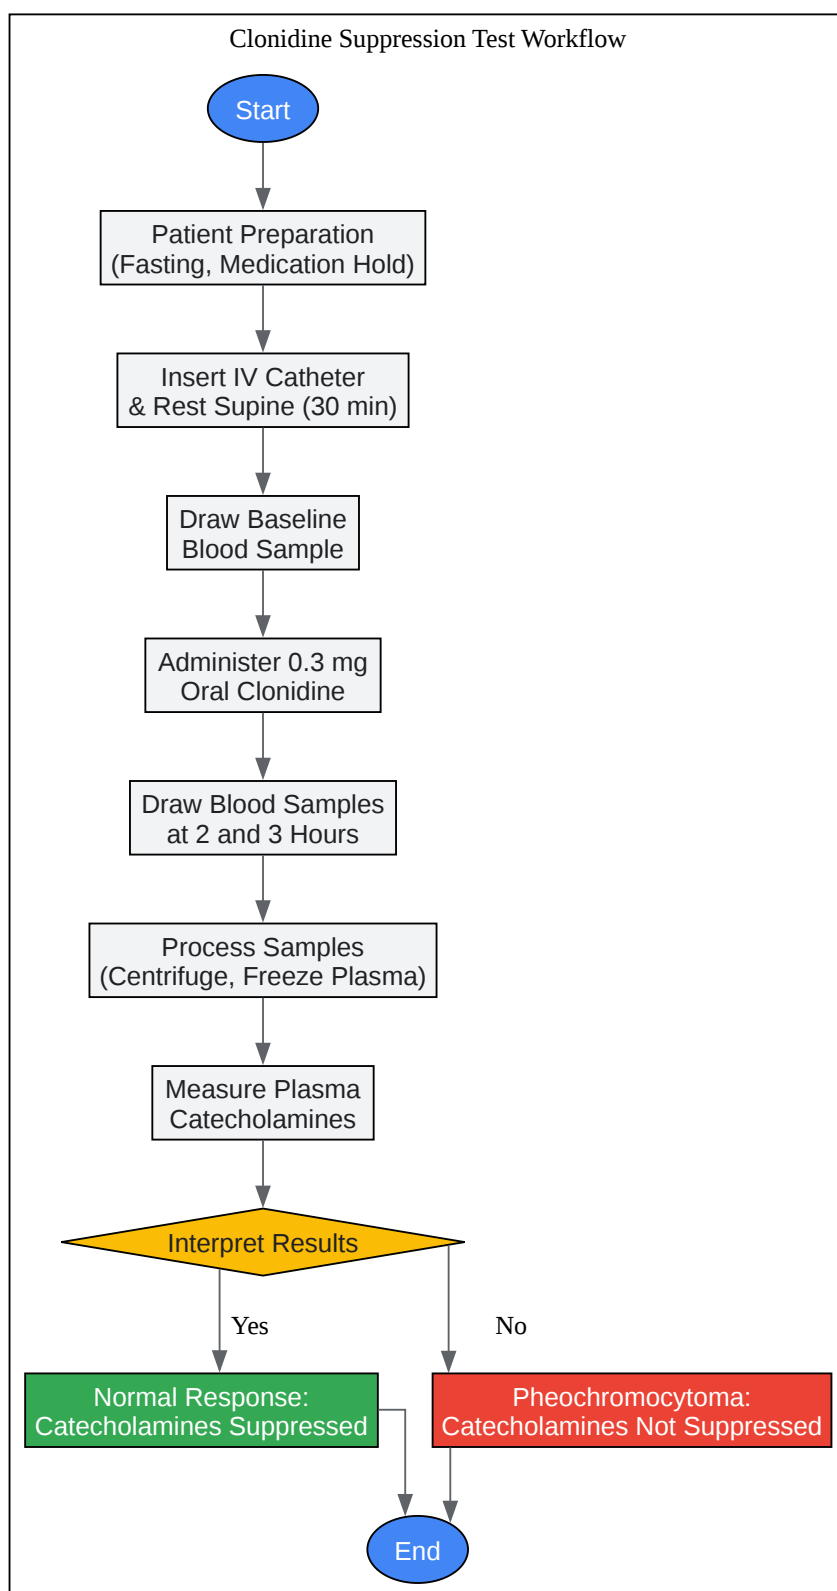 Clonidine Suppression Test Workflow
Start
Patient Preparation
(Fasting, Medication Hold)
Insert IV Catheter
& Rest Supine (30 min)
Draw Baseline
Blood Sample
Administer 0.3 mg
Oral Clonidine
Draw Blood Samples
at 2 and 3 Hours
Process Samples
(Centrifuge, Freeze Plasma)
Measure Plasma
Catecholamines
Interpret Results
Yes
No
Normal Response:
Catecholamines Suppressed
Pheochromocytoma:
Catecholamines Not Suppressed
End